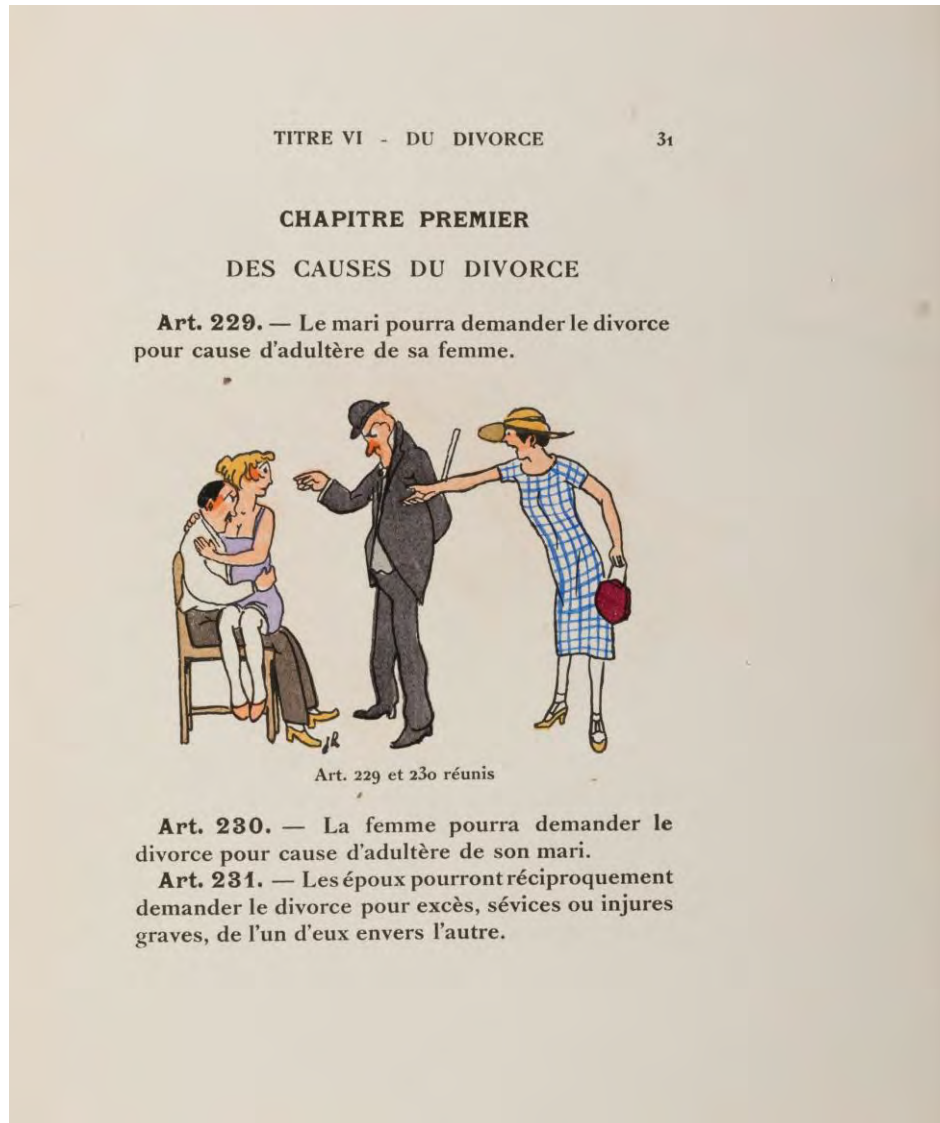 TITRE VI - DU DIVORCE 31
CHAPITRE PREMIER
DES CAUSES DU DIVORCE
Art. 229. — Le mari pourra demander le divorce
pour cause d'adultère de sa femme.
jh
Art. 229 et 230 réunis
Art. 230. — La femme pourra demander le
divorce pour cause d'adultère de son mari.
Art. 231. — Les époux pourront réciproquement
demander le divorce pour excès, sévices ou injures
graves, de l'un d'eux envers l'autre.